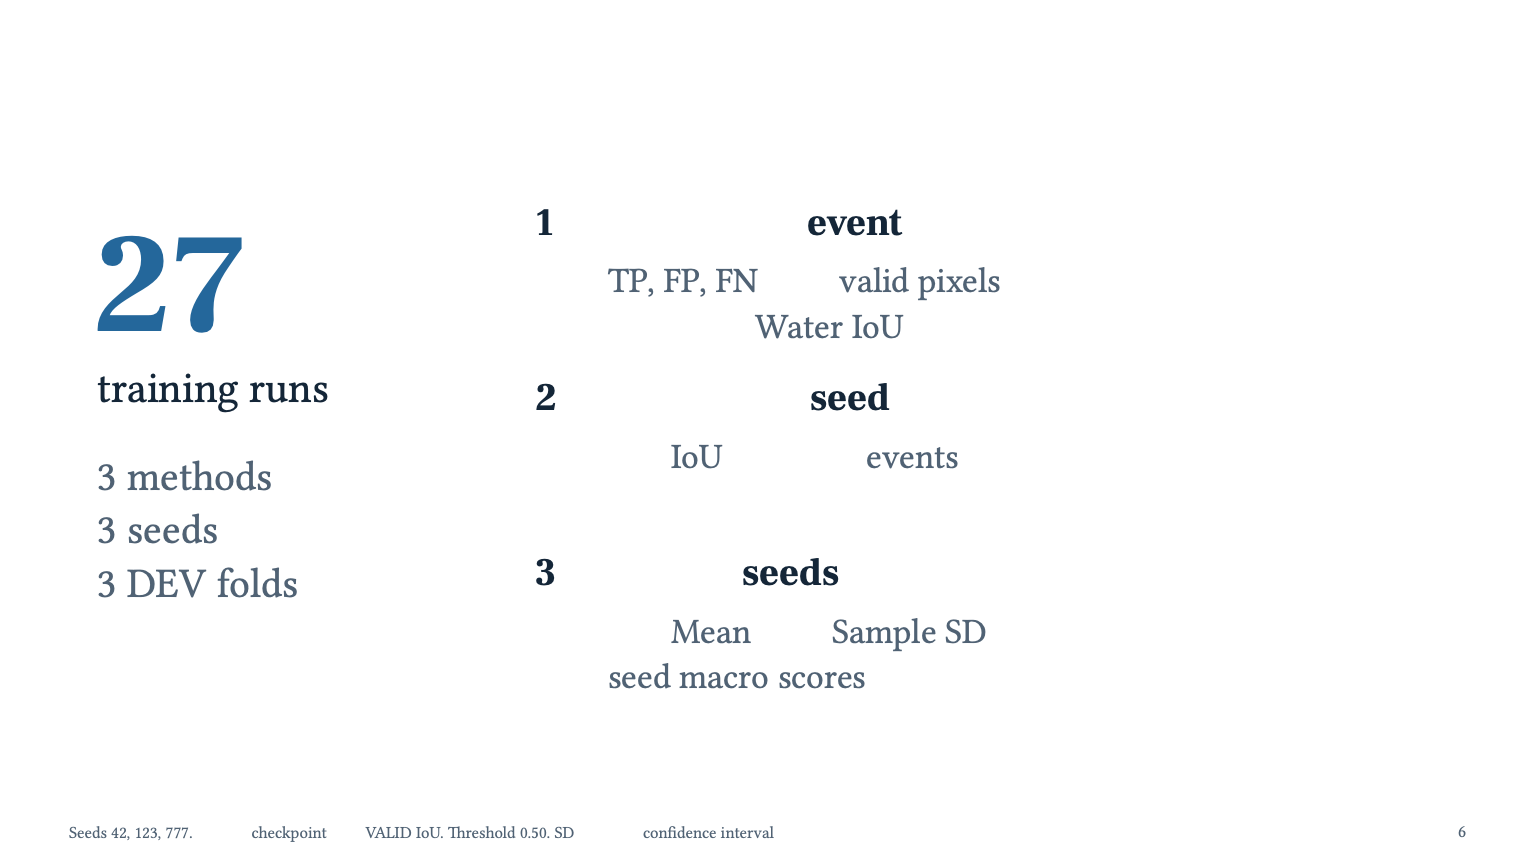 27
training runs
3 methods
3 seeds
3 DEV folds
1 event
TP, FP, FN valid pixels
Water IoU
2 seed
IoU events
3 seeds
Mean Sample SD
seed macro scores
Seeds 42, 123, 777. checkpoint VALID IoU. Threshold 0.50. SD confidence interval
6